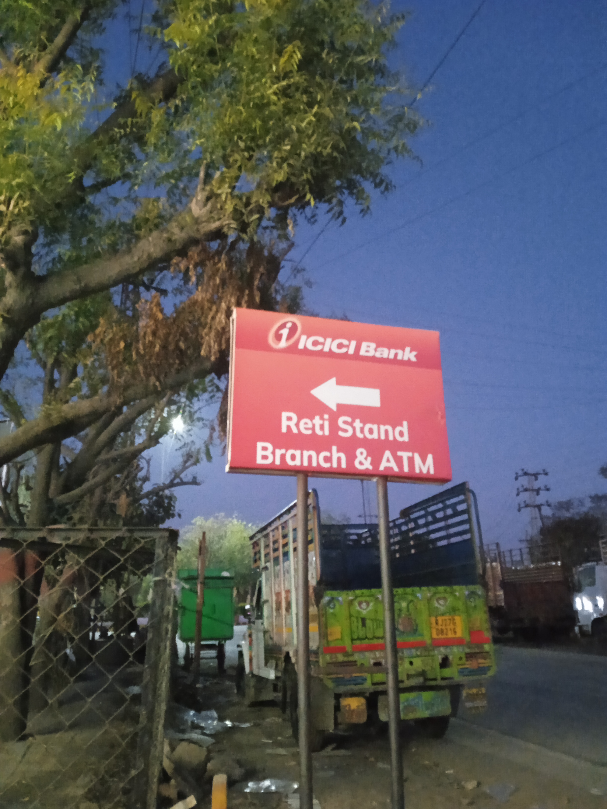 ICICI Bank
Reti Stand
Branch & ATM